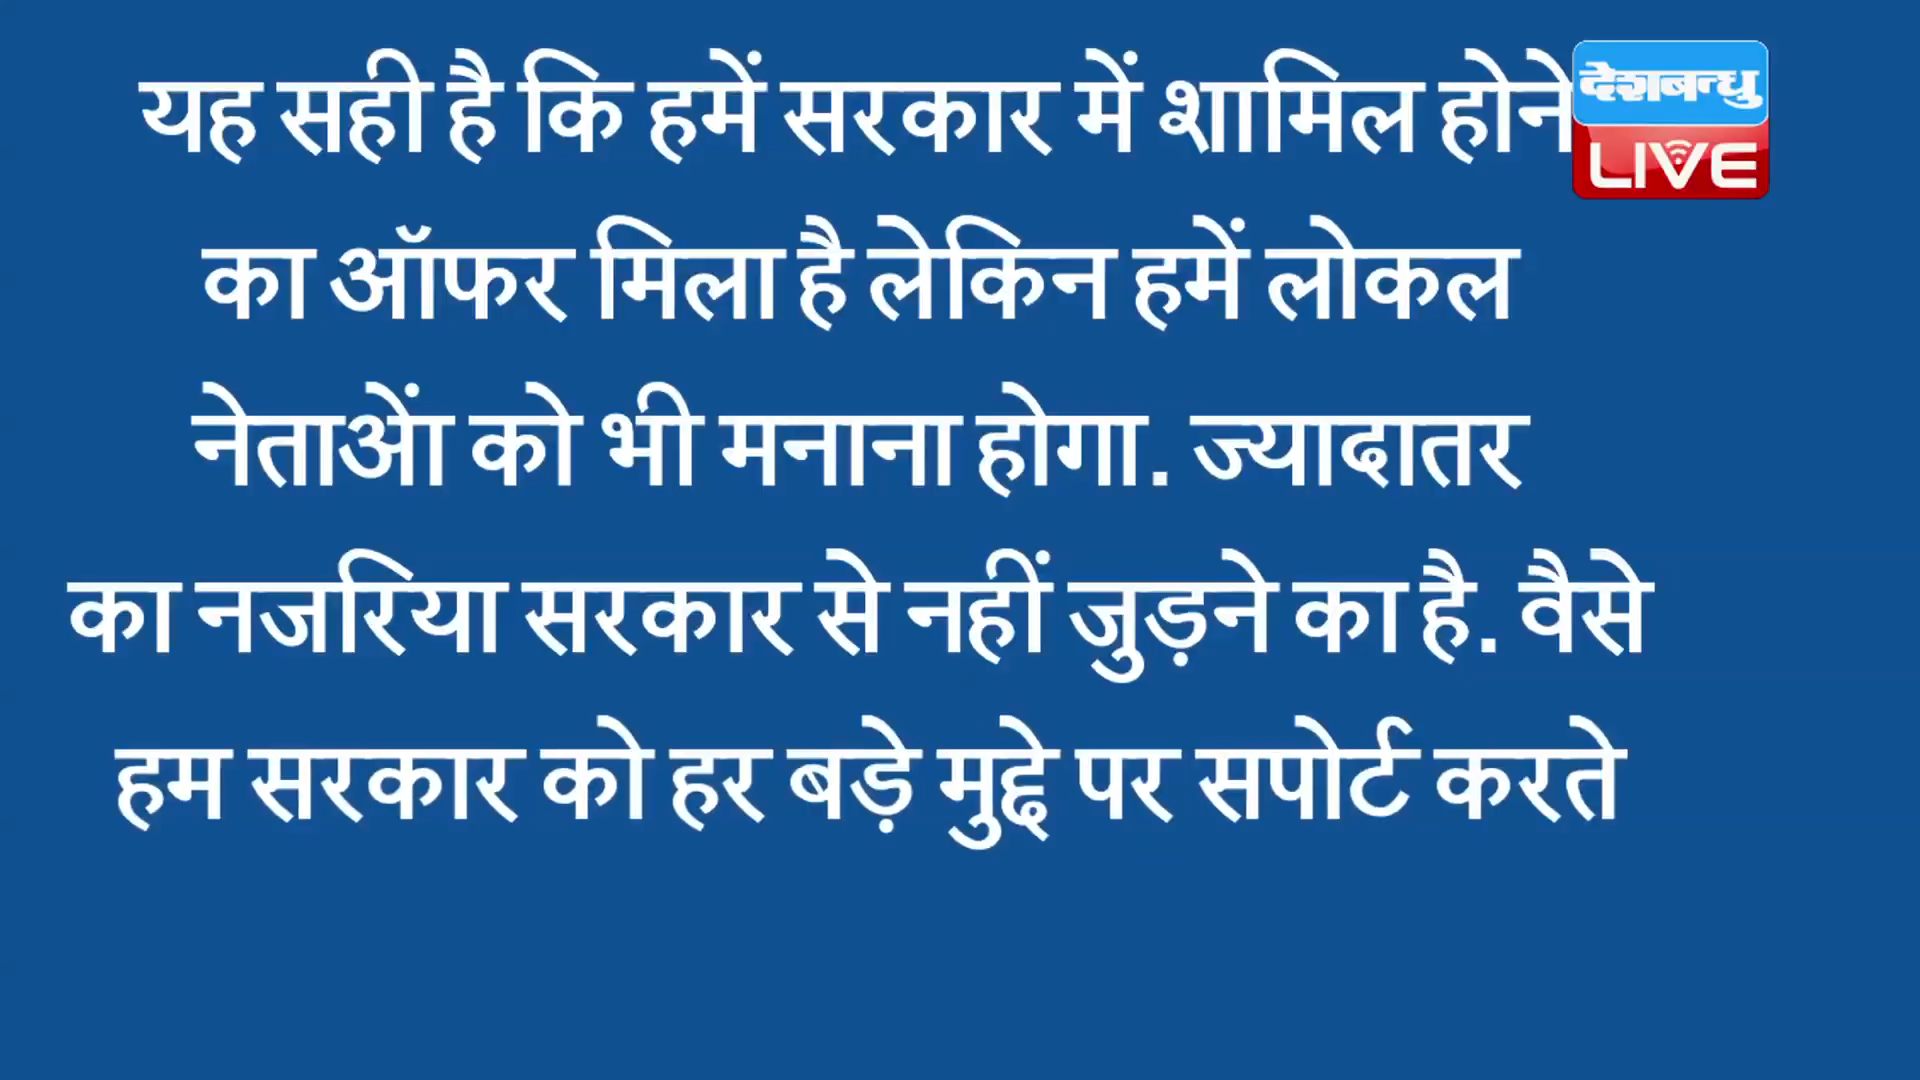 यह सही है कि हमें सरकार में शामिल होने
देशबन्धु
LIVE
का ऑफर मिला है लेकिन हमें लोकल
नेताओं को भी मनाना होगा. ज्यादातर
का नजरिया सरकार से नहीं जुड़ने का है. वैसे
हम सरकार को हर बड़े मुद्दे पर सपोर्ट करते